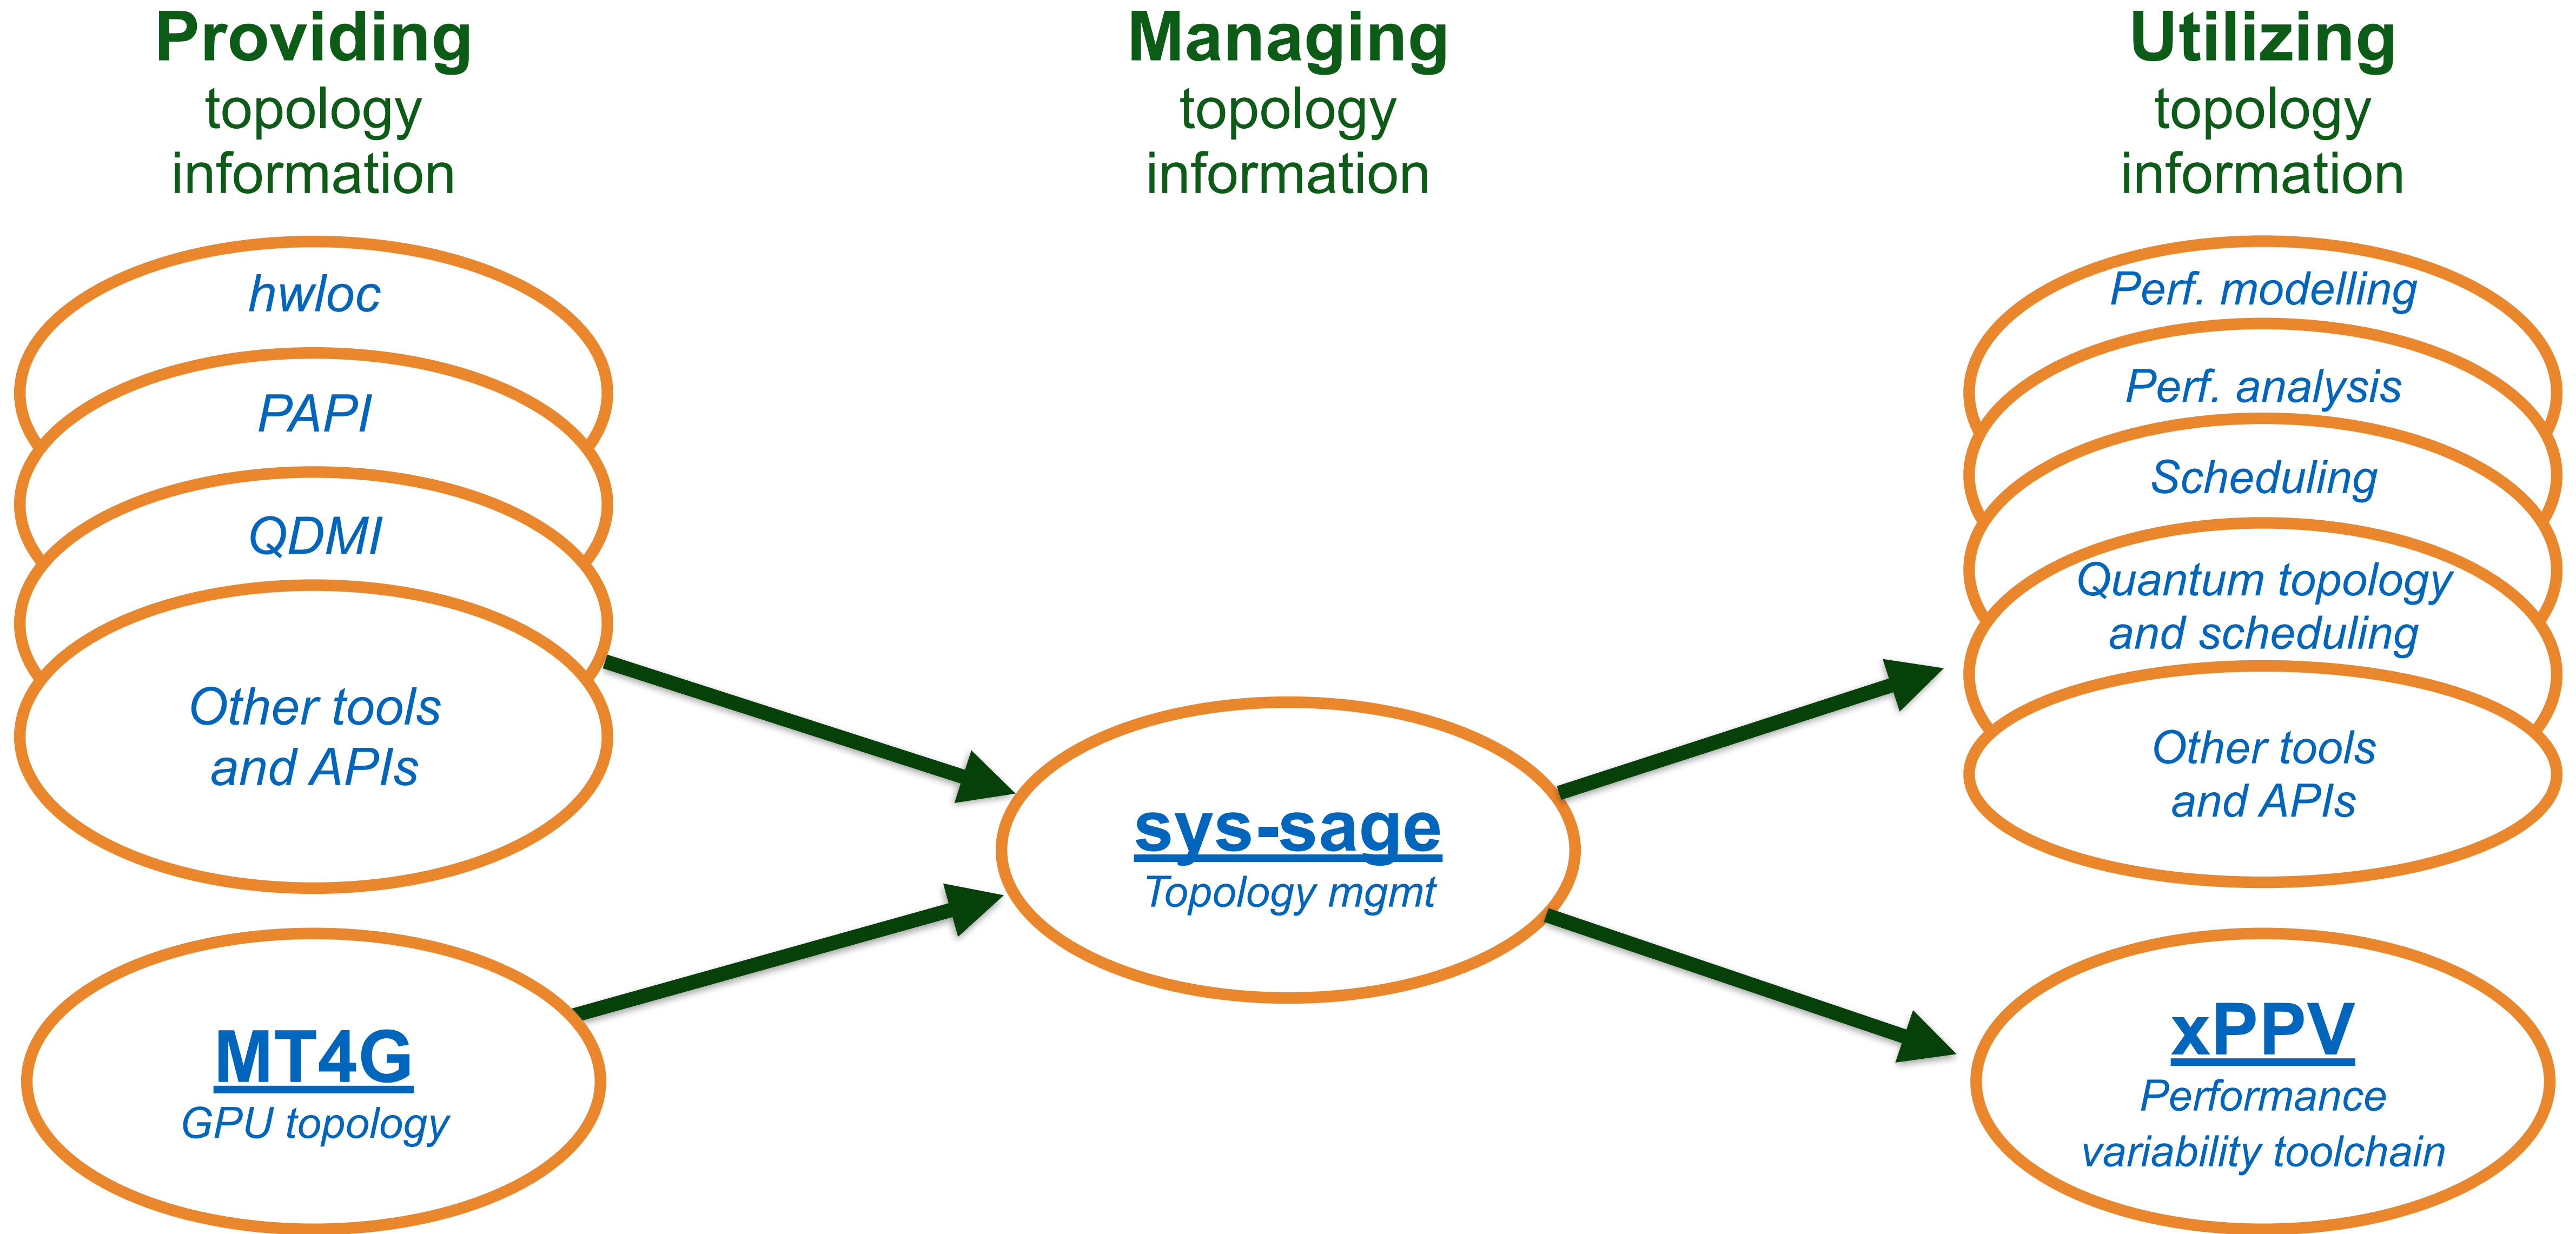 Providing
topology
information
hwloc
PAPI
QDMI
Other tools
and APIs
MT4G
GPU topology
Managing
topology
information
sys-sage
Topology mgmt
Utilizing
topology
information
Perf. modelling
Perf. analysis
Scheduling
Quantum topology
and scheduling
Other tools
and APIs
xPPV
Performance
variability toolchain